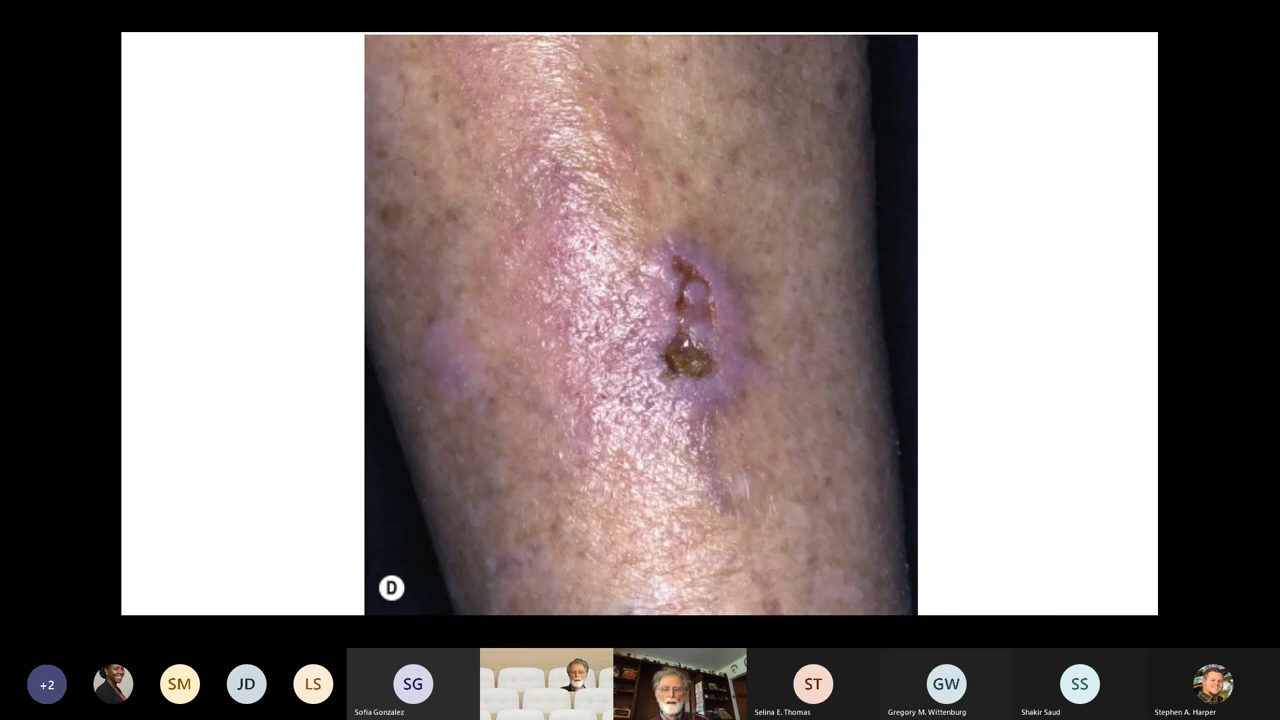 D
+2
SM
JD
LS
SG
Sofia Gonzalez
ST
Selina E. Thomas
GW
Gregory M. Wittenburg
SS
Shakir Saud
Stephen A. Harper